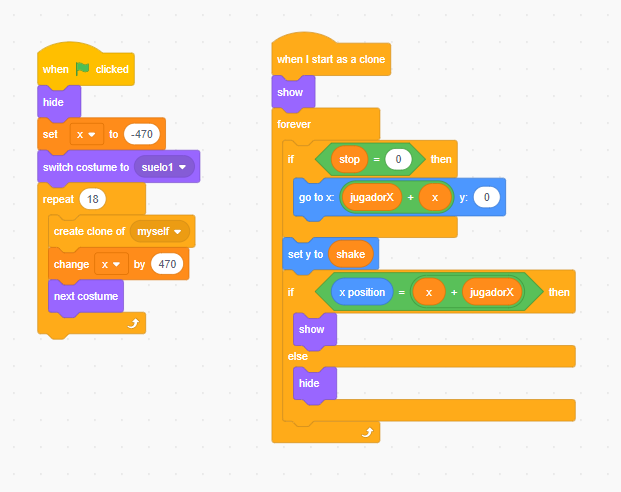 when clicked
hide
set x to -470
switch costume to suelo1
repeat 18
create clone of myself
change x by 470
next costume
when I start as a clone
show
forever
if stop = 0 then
go to x: jugadorX + x y: 0
set y to shake
if x position = x + jugadorX then
show
else
hide